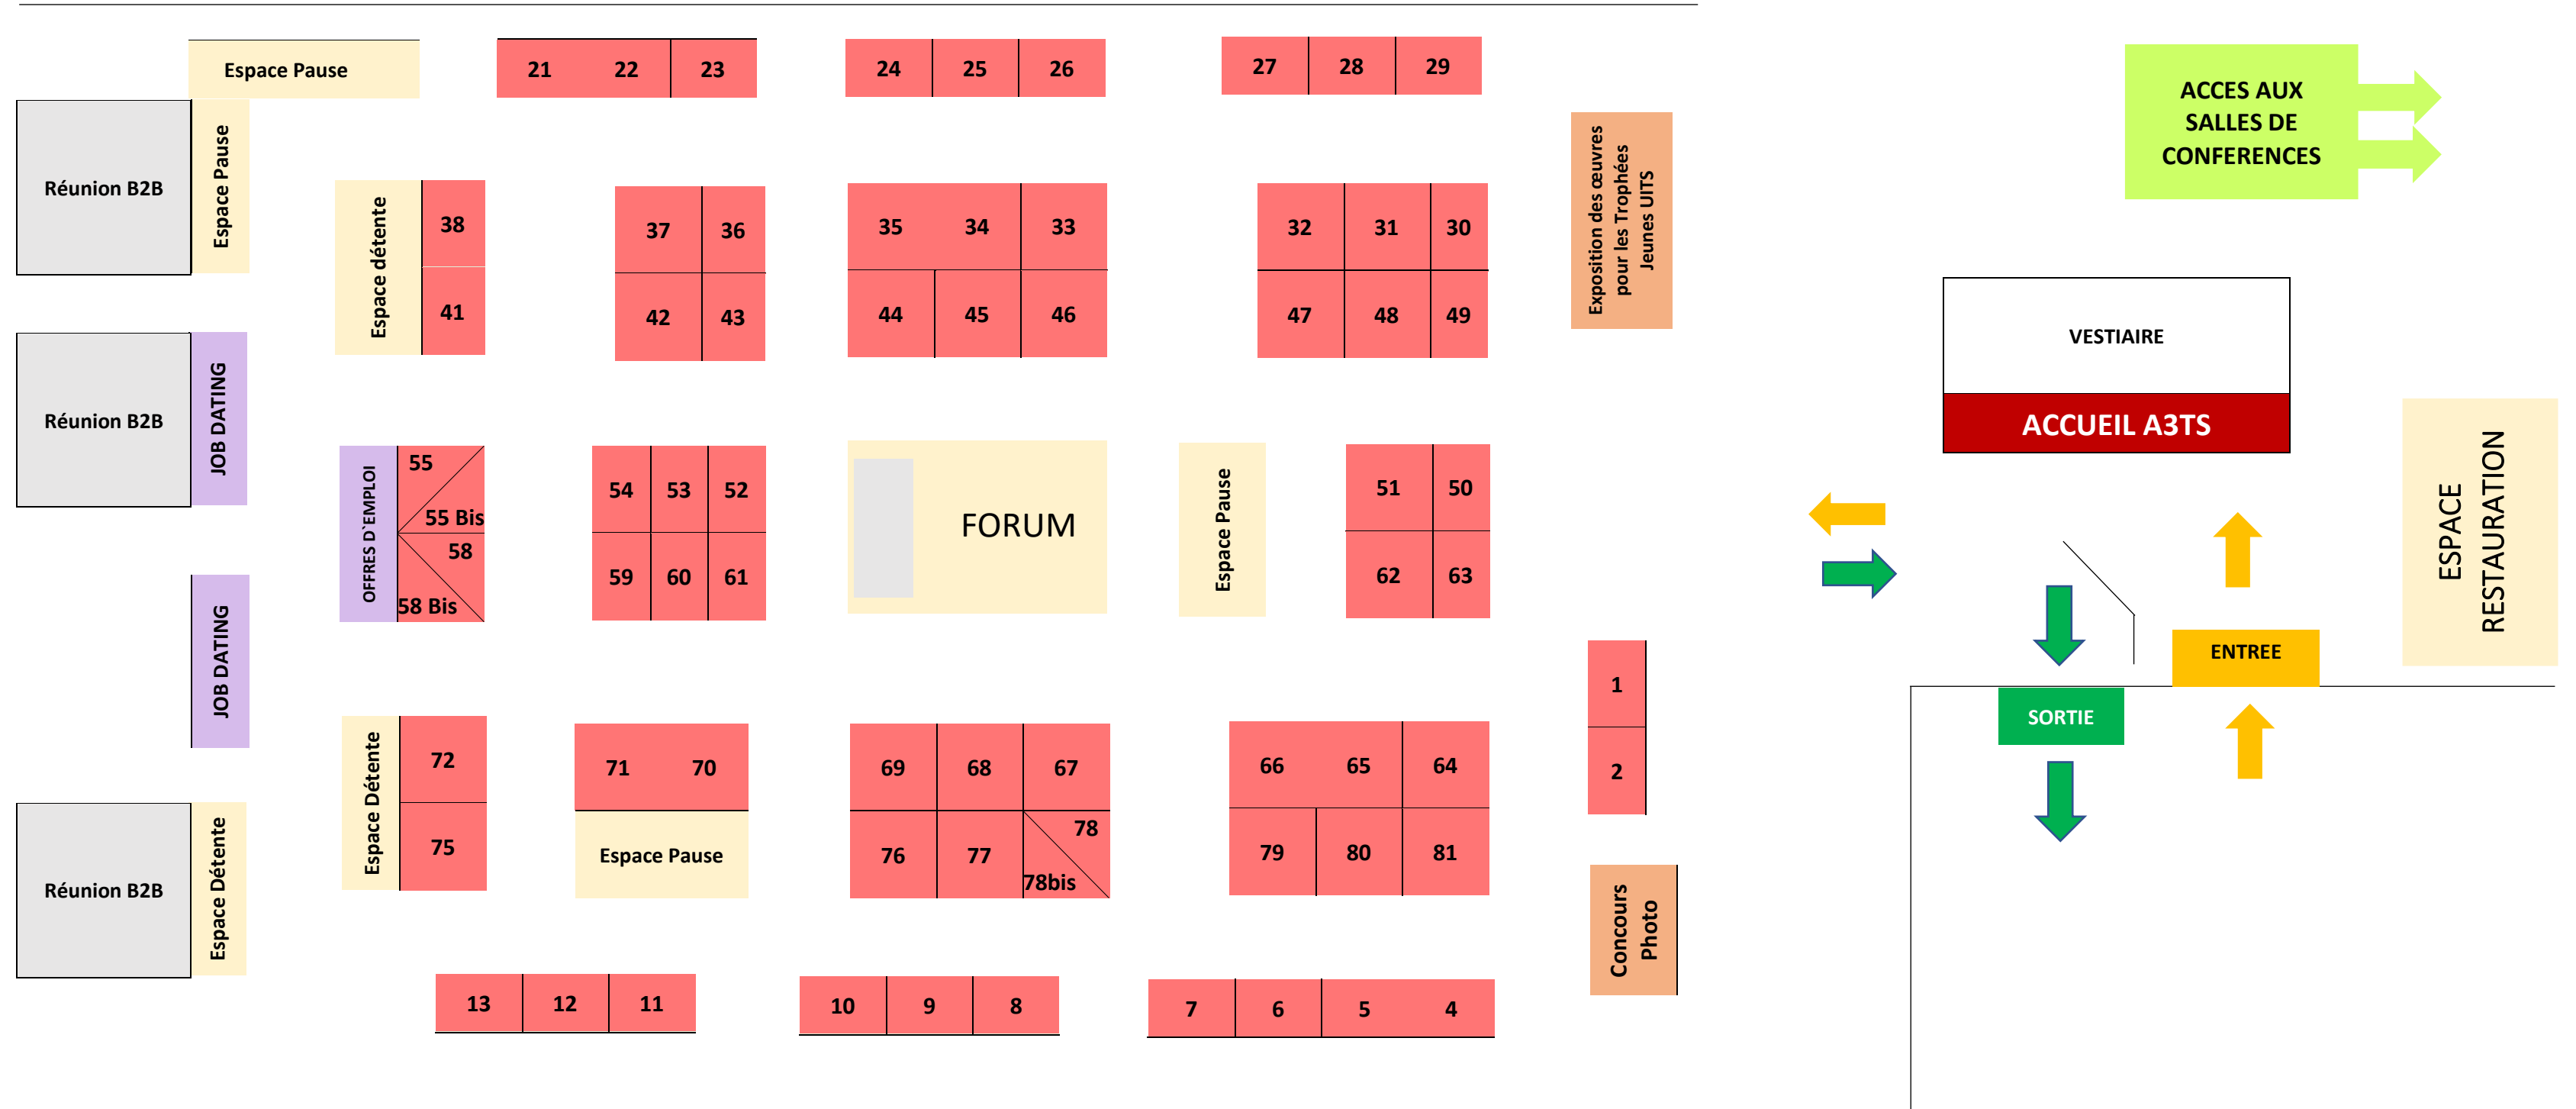 Espace Pause
21 22 23
24 25 26
27 28 29
ACCES AUX
SALLES DE
CONFERENCES
Réunion B2B
Espace Pause
Espace détente
38
41
37 36
42 43
35 34 33
44 45 46
32 31 30
47 48 49
Exposition des œuvres
pour les Trophées
Jeunes UITS
VESTIAIRE
ACCUEIL A3TS
Réunion B2B
JOB DATING
OFFRES D`EMPLOI
55
55 Bis
58
58 Bis
54 53 52
59 60 61
FORUM
Espace Pause
51 50
62 63
ESPACE
RESTAURATION
JOB DATING
1
2
ENTREE
SORTIE
Espace Détente
72
75
71 70
Espace Pause
69 68 67
76 77 78
78bis
66 65 64
79 80 81
Réunion B2B
Espace Détente
Concours
Photo
13 12 11
10 9 8
7 6 5 4